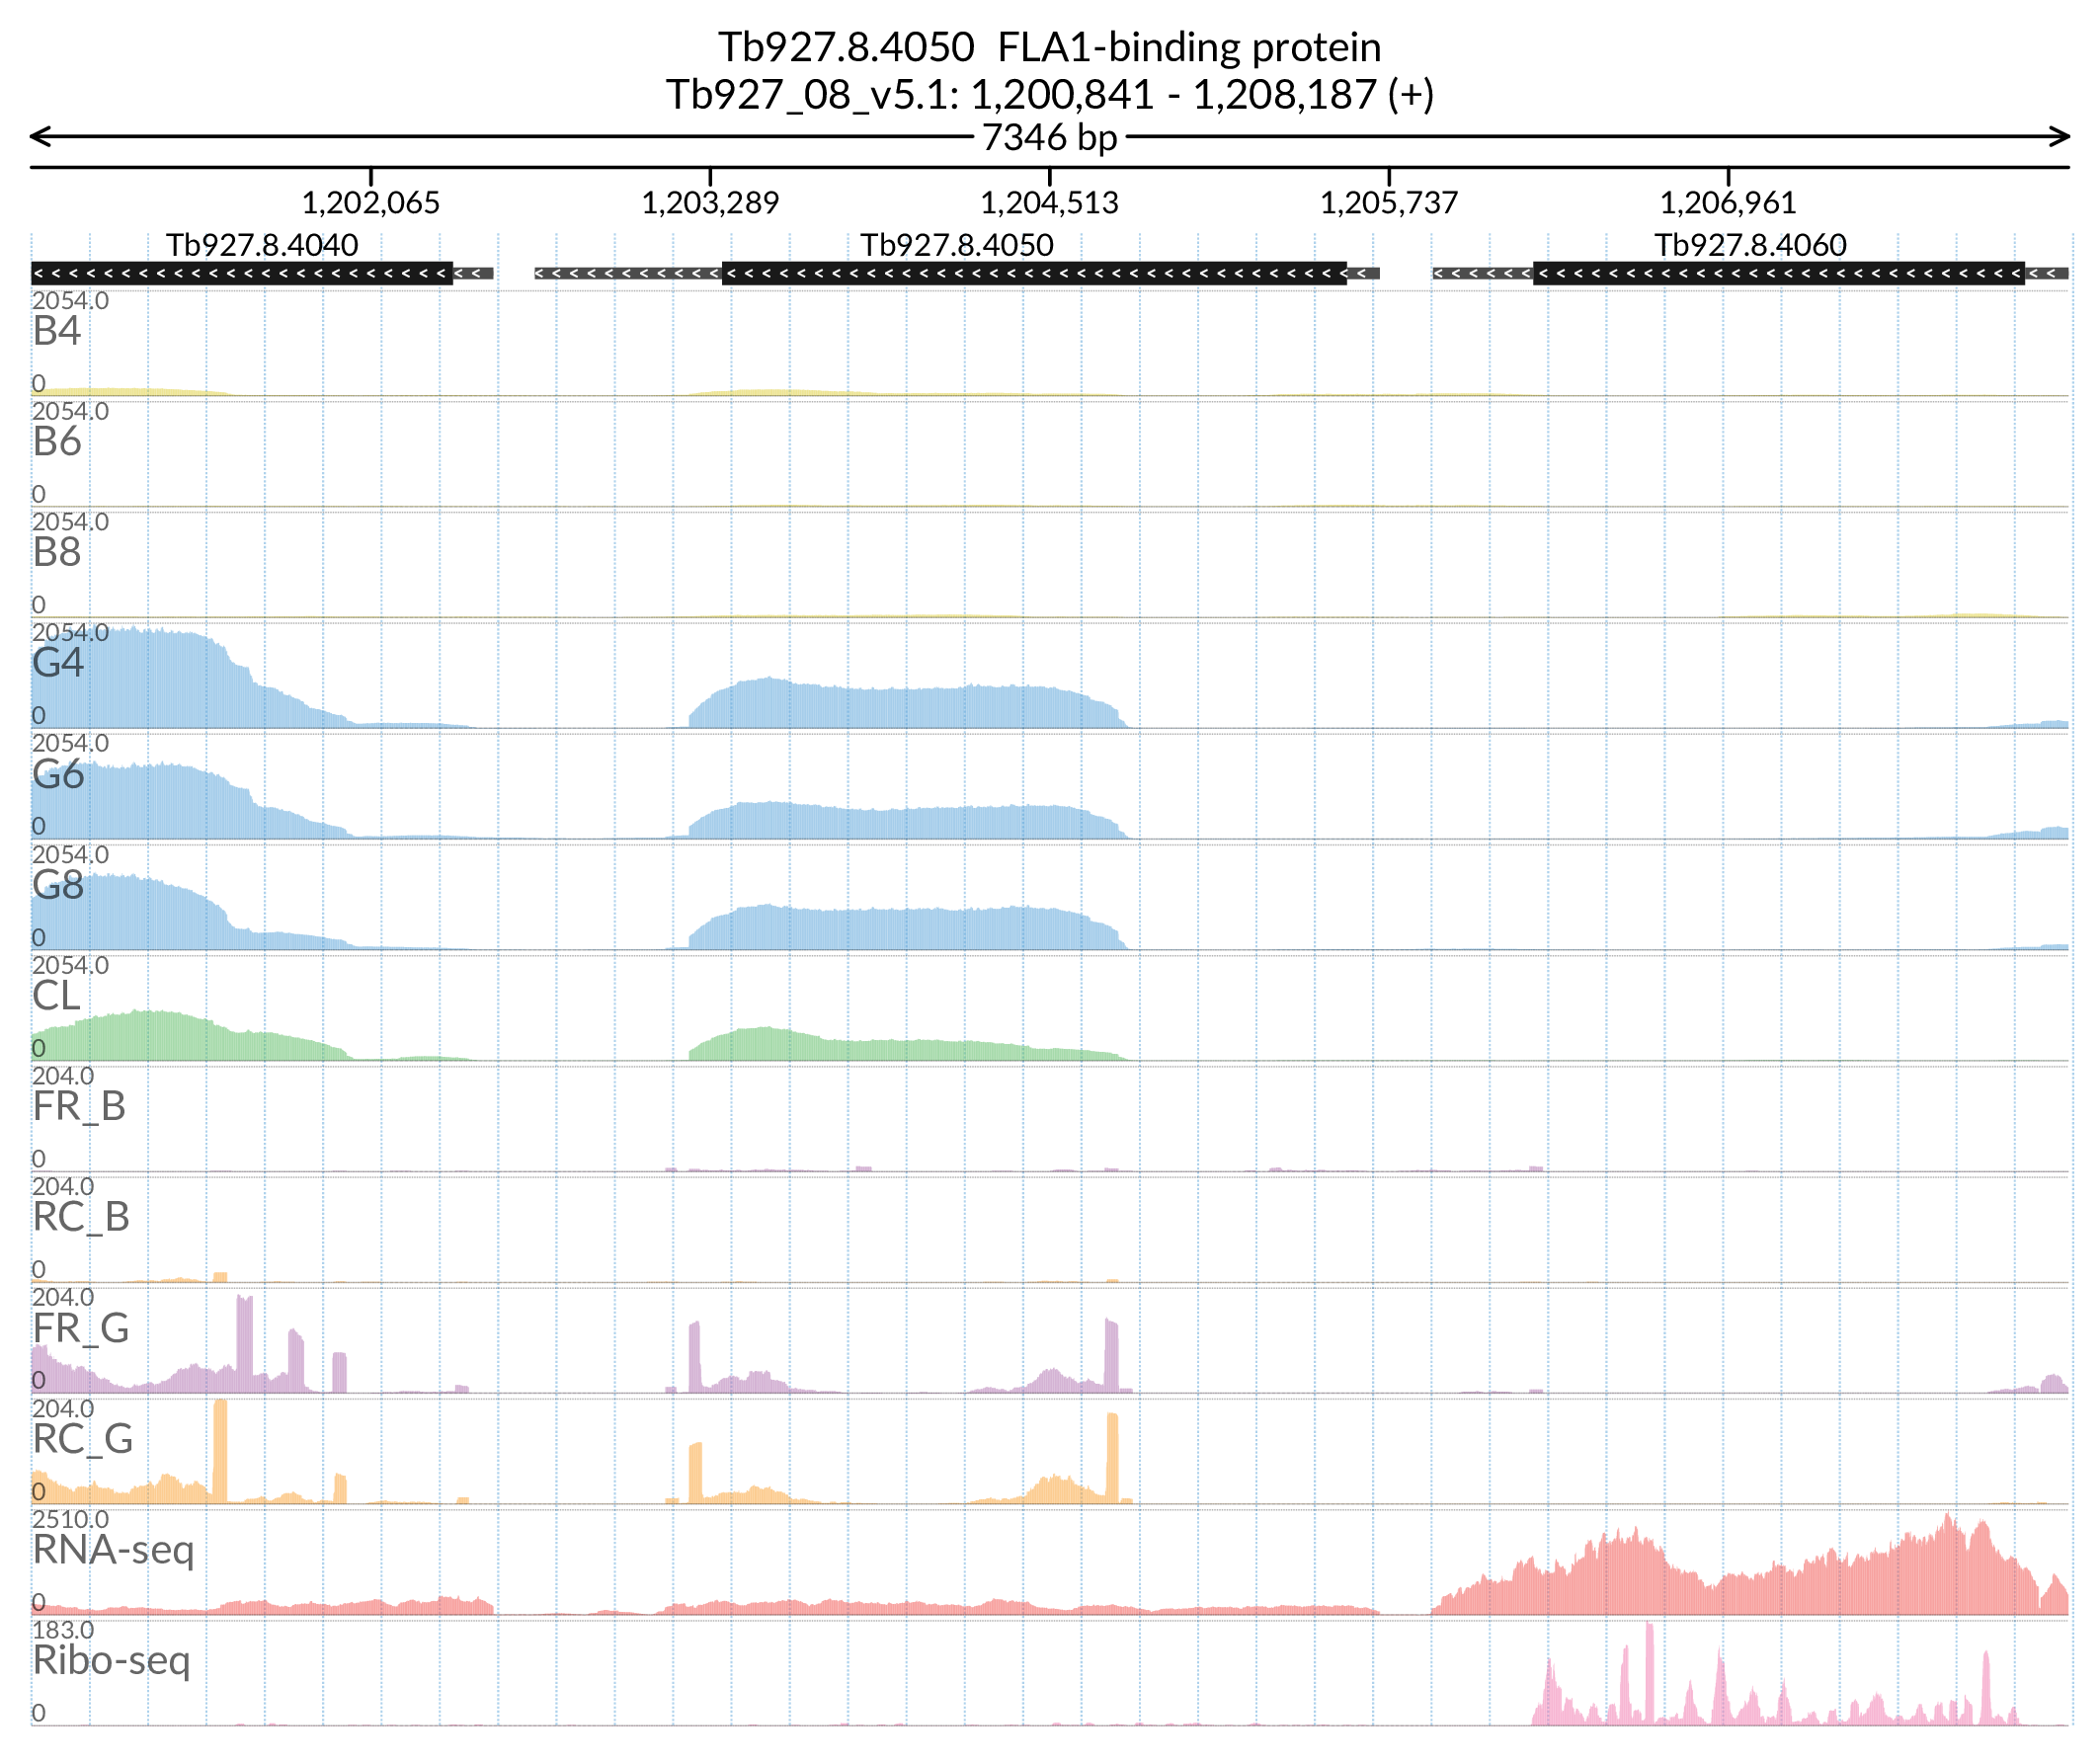 Tb927.8.4050 FLA1-binding protein
Tb927_08_v5.1: 1,200,841 - 1,208,187 (+)
7346 bp
1,202,065 1,203,289 1,204,513 1,205,737 1,206,961
Tb927.8.4040 Tb927.8.4050 Tb927.8.4060
2054.0
B4
0
2054.0
B6
0
2054.0
B8
0
2054.0
G4
0
2054.0
G6
0
2054.0
G8
0
2054.0
CL
0
204.0
FR_B
0
204.0
RC_B
0
204.0
FR_G
0
204.0
RC_G
0
2510.0
RNA-seq
0
183.0
Ribo-seq
0